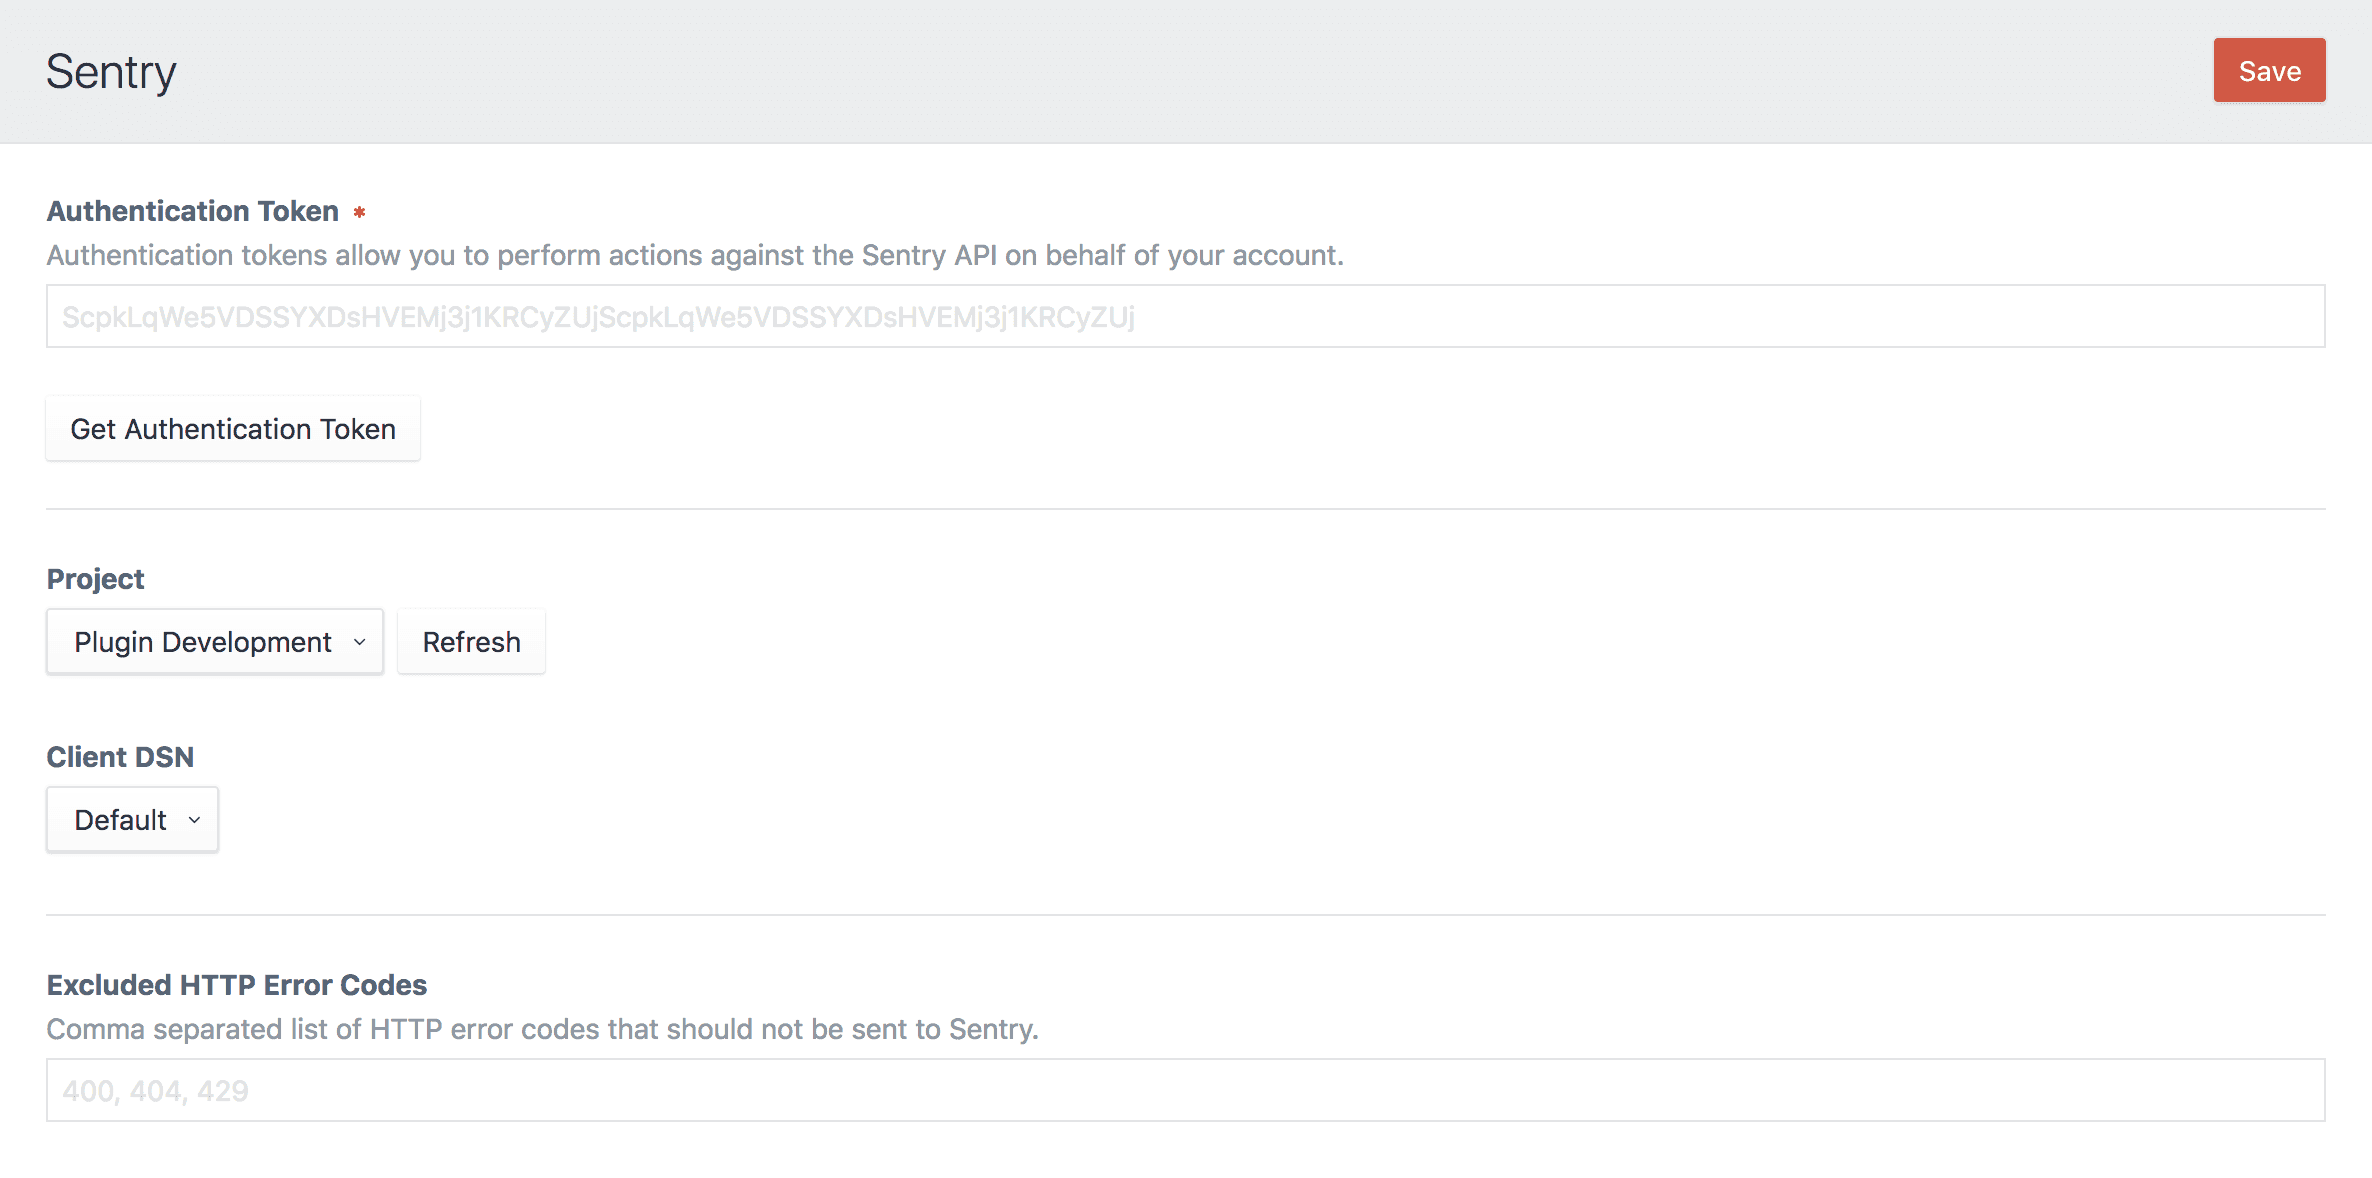 Sentry
Save
Authentication Token *
Authentication tokens allow you to perform actions against the Sentry API on behalf of your account.
ScpkLqWe5VDSSYXDsHVEMj3j1KRCyZUjScpkLqWe5VDSSYXDsHVEMj3j1KRCyZUj
Get Authentication Token
Project
Plugin Development
Refresh
Client DSN
Default
Excluded HTTP Error Codes
Comma separated list of HTTP error codes that should not be sent to Sentry.
400, 404, 429